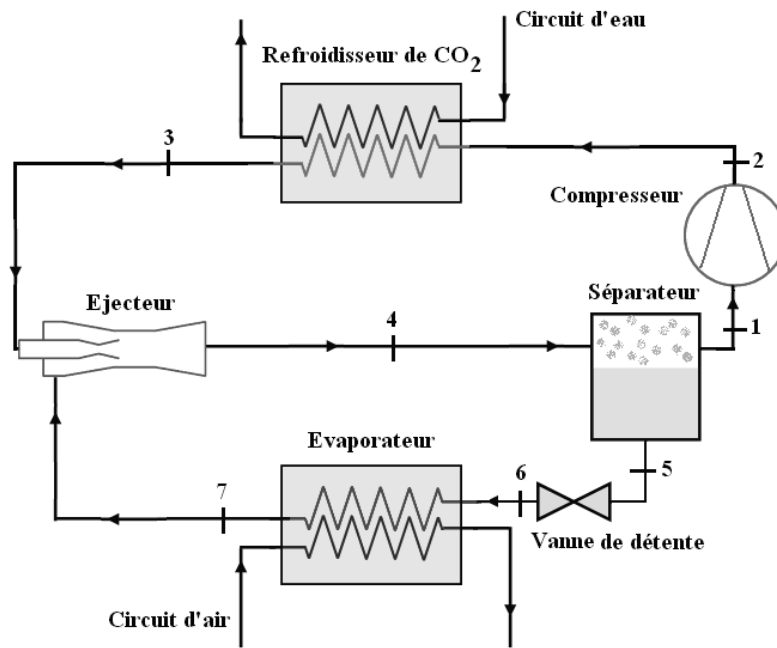 Circuit d'eau
Refroidisseur de CO2
3
2
Compresseur
Ejecteur
Séparateur
4
1
Evaporateur
5
6
7
Vanne de détente
Circuit d'air